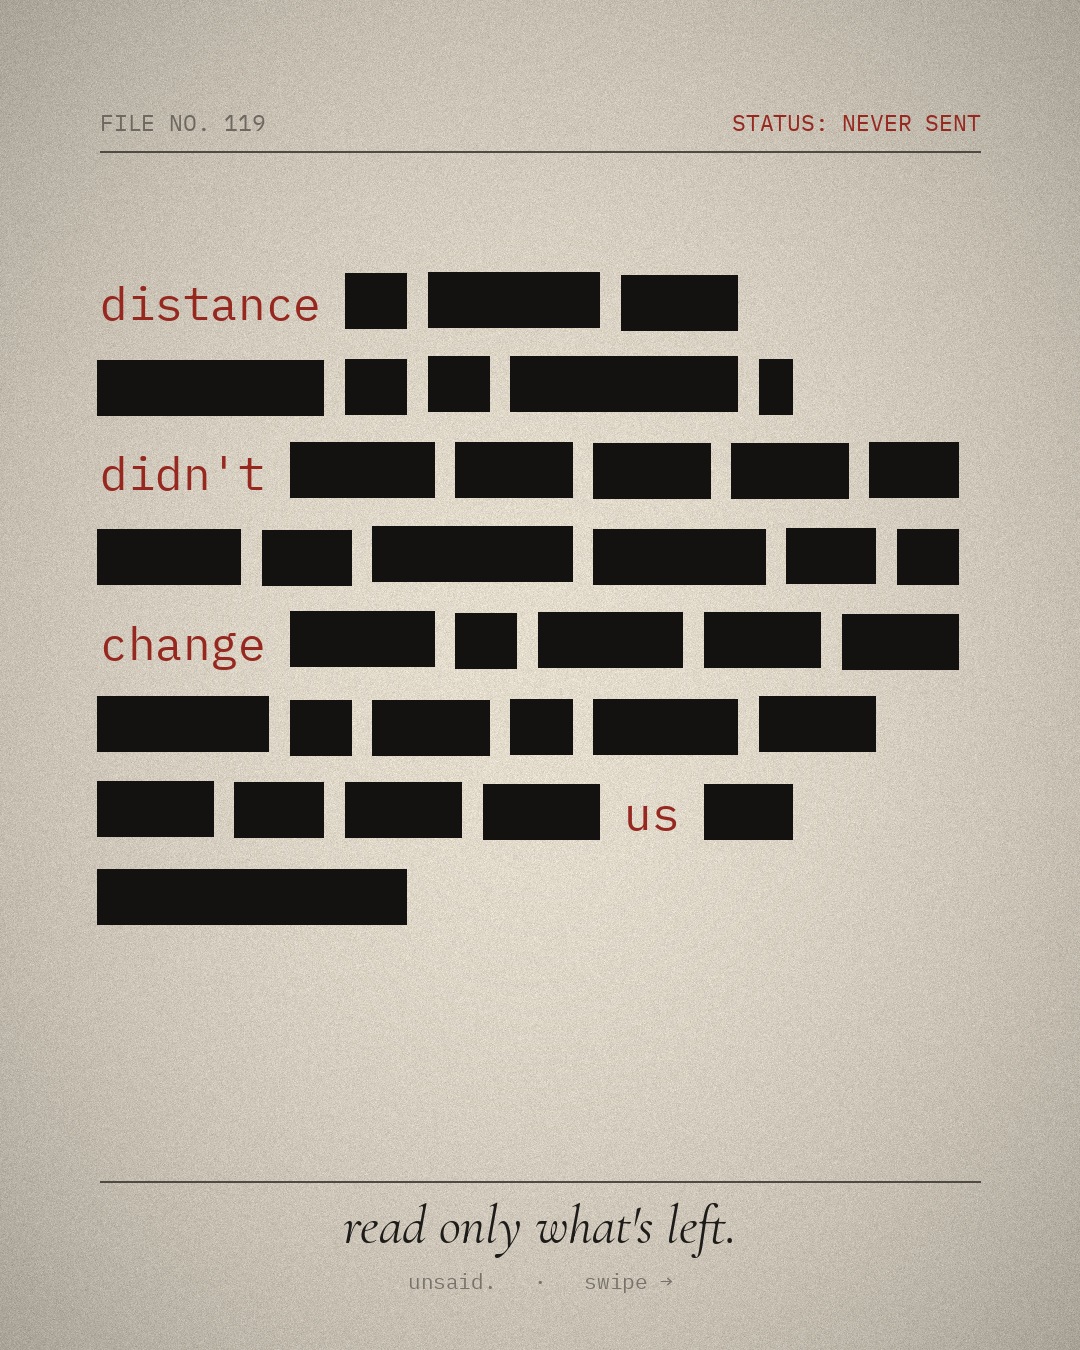 FILE NO. 119 STATUS: NEVER SENT
distance
didn't
change
us
read only what's left.
unsaid. · swipe →